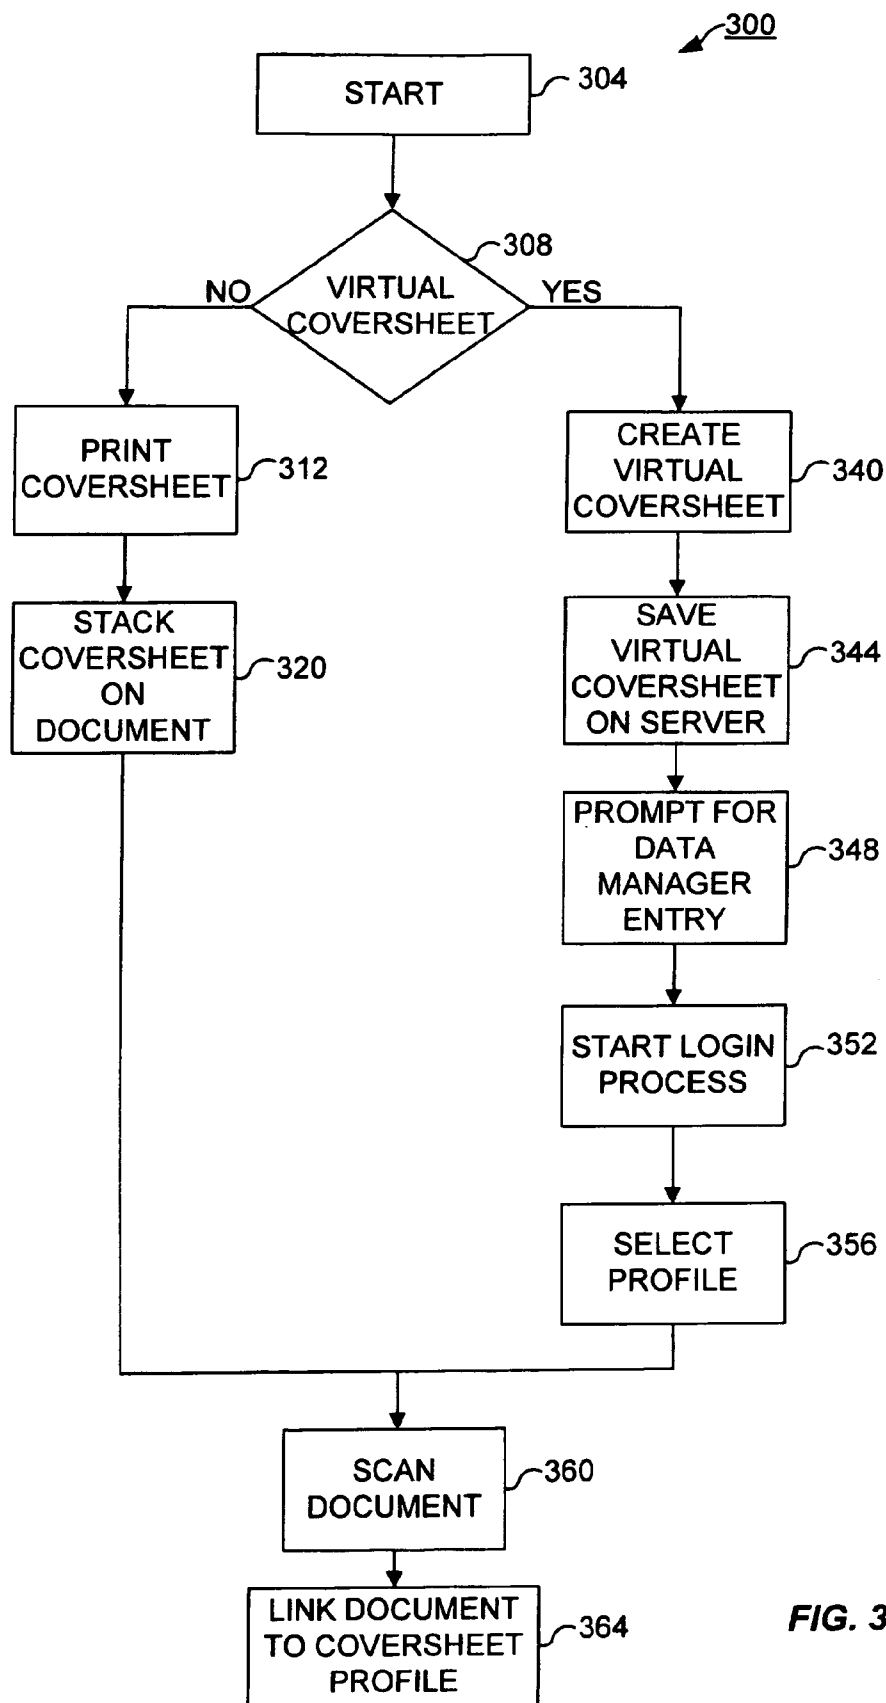 300
START
304
308
NO
VIRTUAL
COVERSHEET
YES
PRINT
COVERSHEET
312
CREATE
VIRTUAL
COVERSHEET
340
STACK
COVERSHEET
ON
DOCUMENT
320
SAVE
VIRTUAL
COVERSHEET
ON SERVER
344
PROMPT FOR
DATA
MANAGER
ENTRY
348
START LOGIN
PROCESS
352
SELECT
PROFILE
356
SCAN
DOCUMENT
360
LINK DOCUMENT
TO COVERSHEET
PROFILE
364
FIG. 3